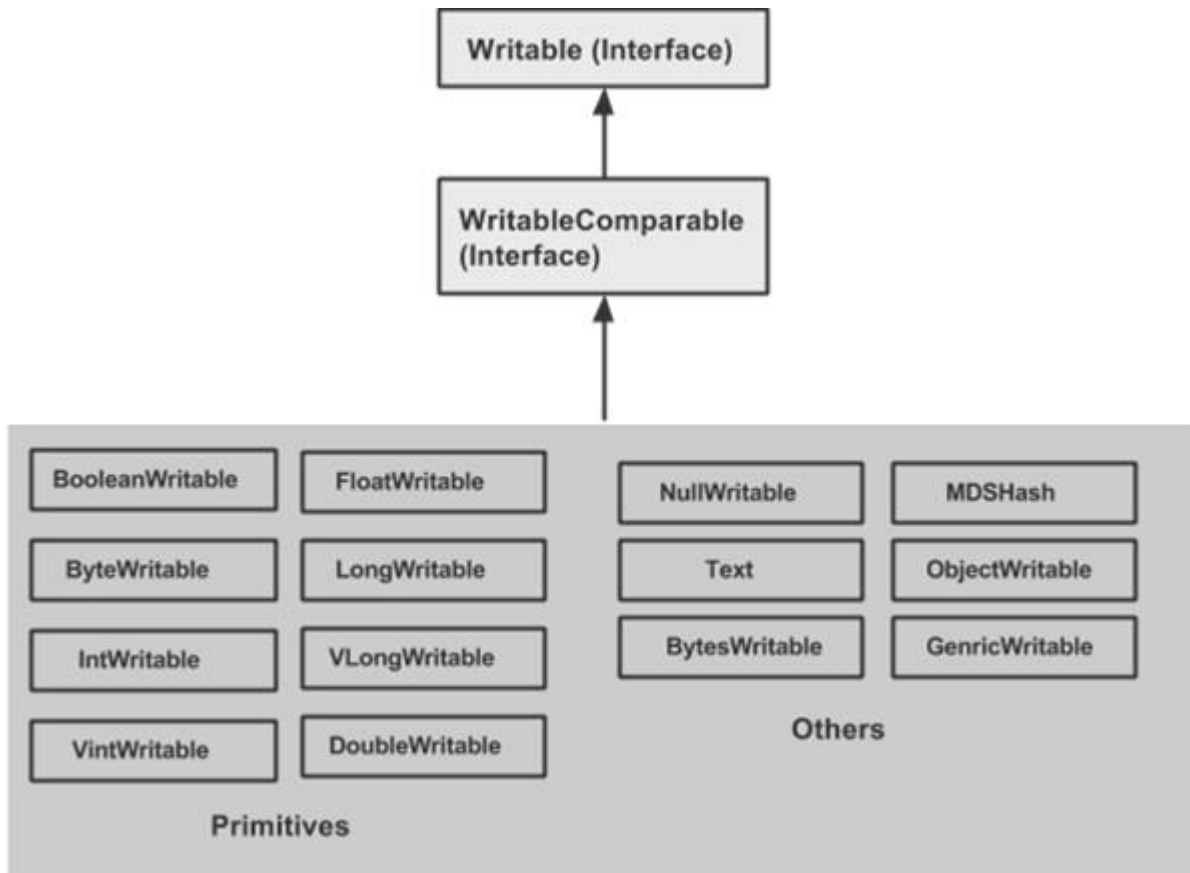 Writable (Interface)
WritableComparable
(Interface)
BooleanWritable
FloatWritable
ByteWritable
LongWritable
IntWritable
VLongWritable
VintWritable
DoubleWritable
Primitives
NullWritable
MDSHash
Text
ObjectWritable
BytesWritable
GenricWritable
Others